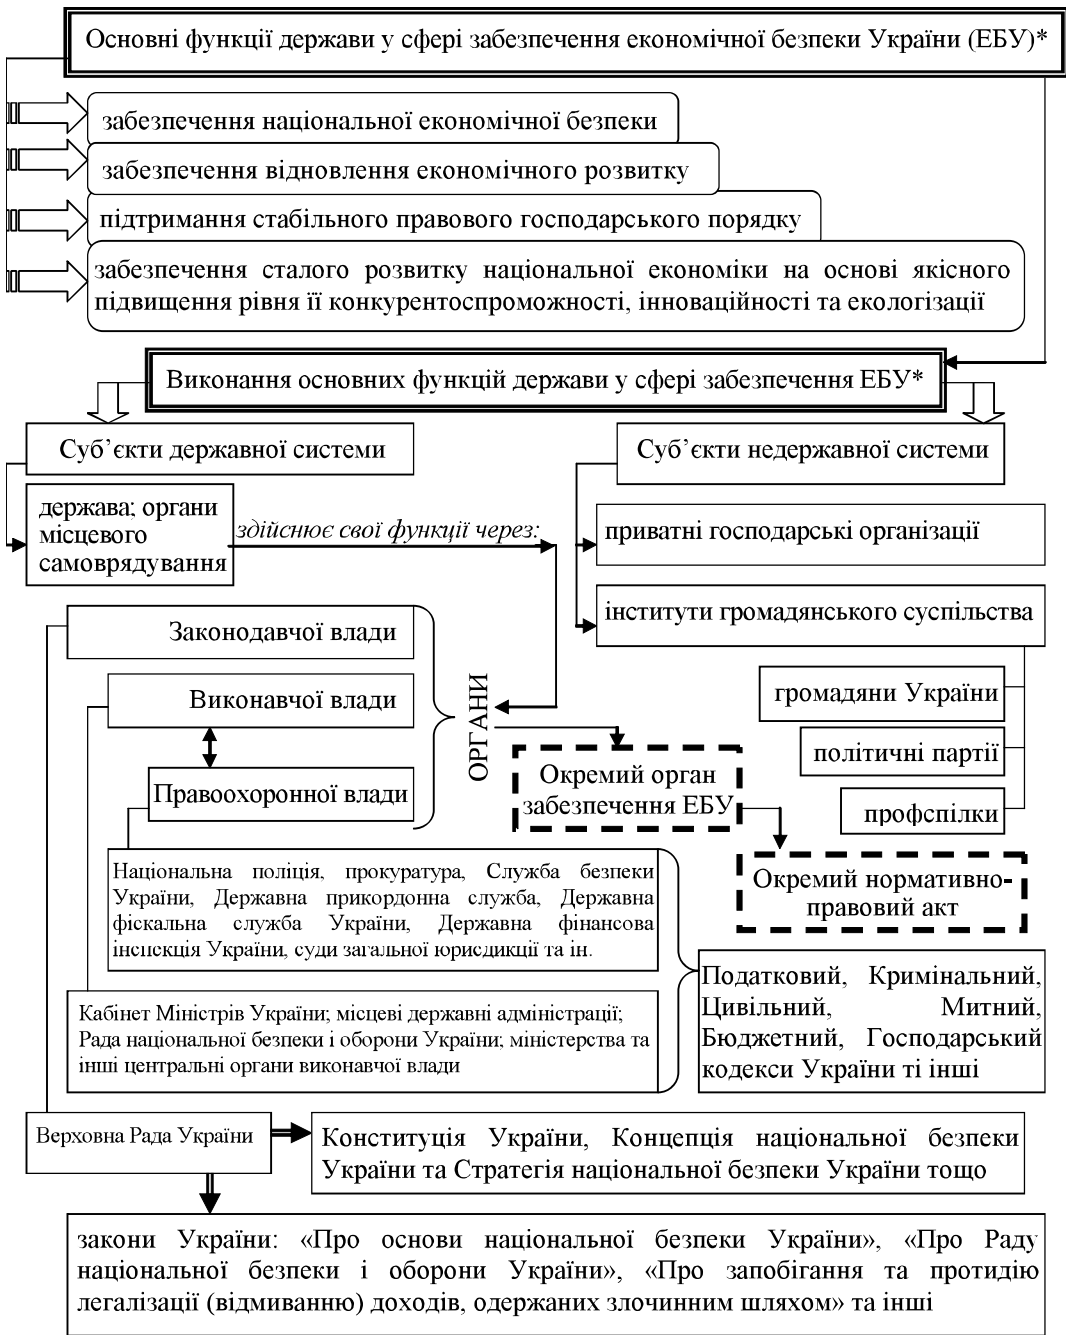 Основні функції держави у сфері забезпечення економічної безпеки України (ЕБУ)*
забезпечення національної економічної безпеки
забезпечення відновлення економічного розвитку
підтримання стабільного правового господарського порядку
забезпечення сталого розвитку національної економіки на основі якісного
підвищення рівня її конкурентоспроможності, інноваційності та екологізації
Виконання основних функцій держави у сфері забезпечення ЕБУ*
Суб’єкти державної системи
Суб’єкти недержавної системи
держава; органи
місцевого
самоврядування
здійснює свої функції через:
приватні господарські організації
інститути громадянського суспільства
громадяни України
політичні партії
профспілки
Законодавчої влади
Виконавчої влади
Правоохоронної влади
ОРГАНИ
Окремий орган
забезпечення ЕБУ
Окремий нормативно-
правовий акт
Національна поліція, прокуратура, Служба безпеки
України, Державна прикордонна служба, Державна
фіскальна служба України, Державна фінансова
інспекція України, суди загальної юрисдикції та ін.
Кабінет Міністрів України; місцеві державні адміністрації;
Рада національної безпеки і оборони України; міністерства та
інші центральні органи виконавчої влади
Податковий, Кримінальний,
Цивільний, Митний,
Бюджетний, Господарський
кодекси України ті інші
Верховна Рада України
Конституція України, Концепція національної безпеки
України та Стратегія національної безпеки України тощо
закони України: «Про основи національної безпеки України», «Про Раду
національної безпеки і оборони України», «Про запобігання та протидію
легалізації (відмиванню) доходів, одержаних злочинним шляхом» та інші